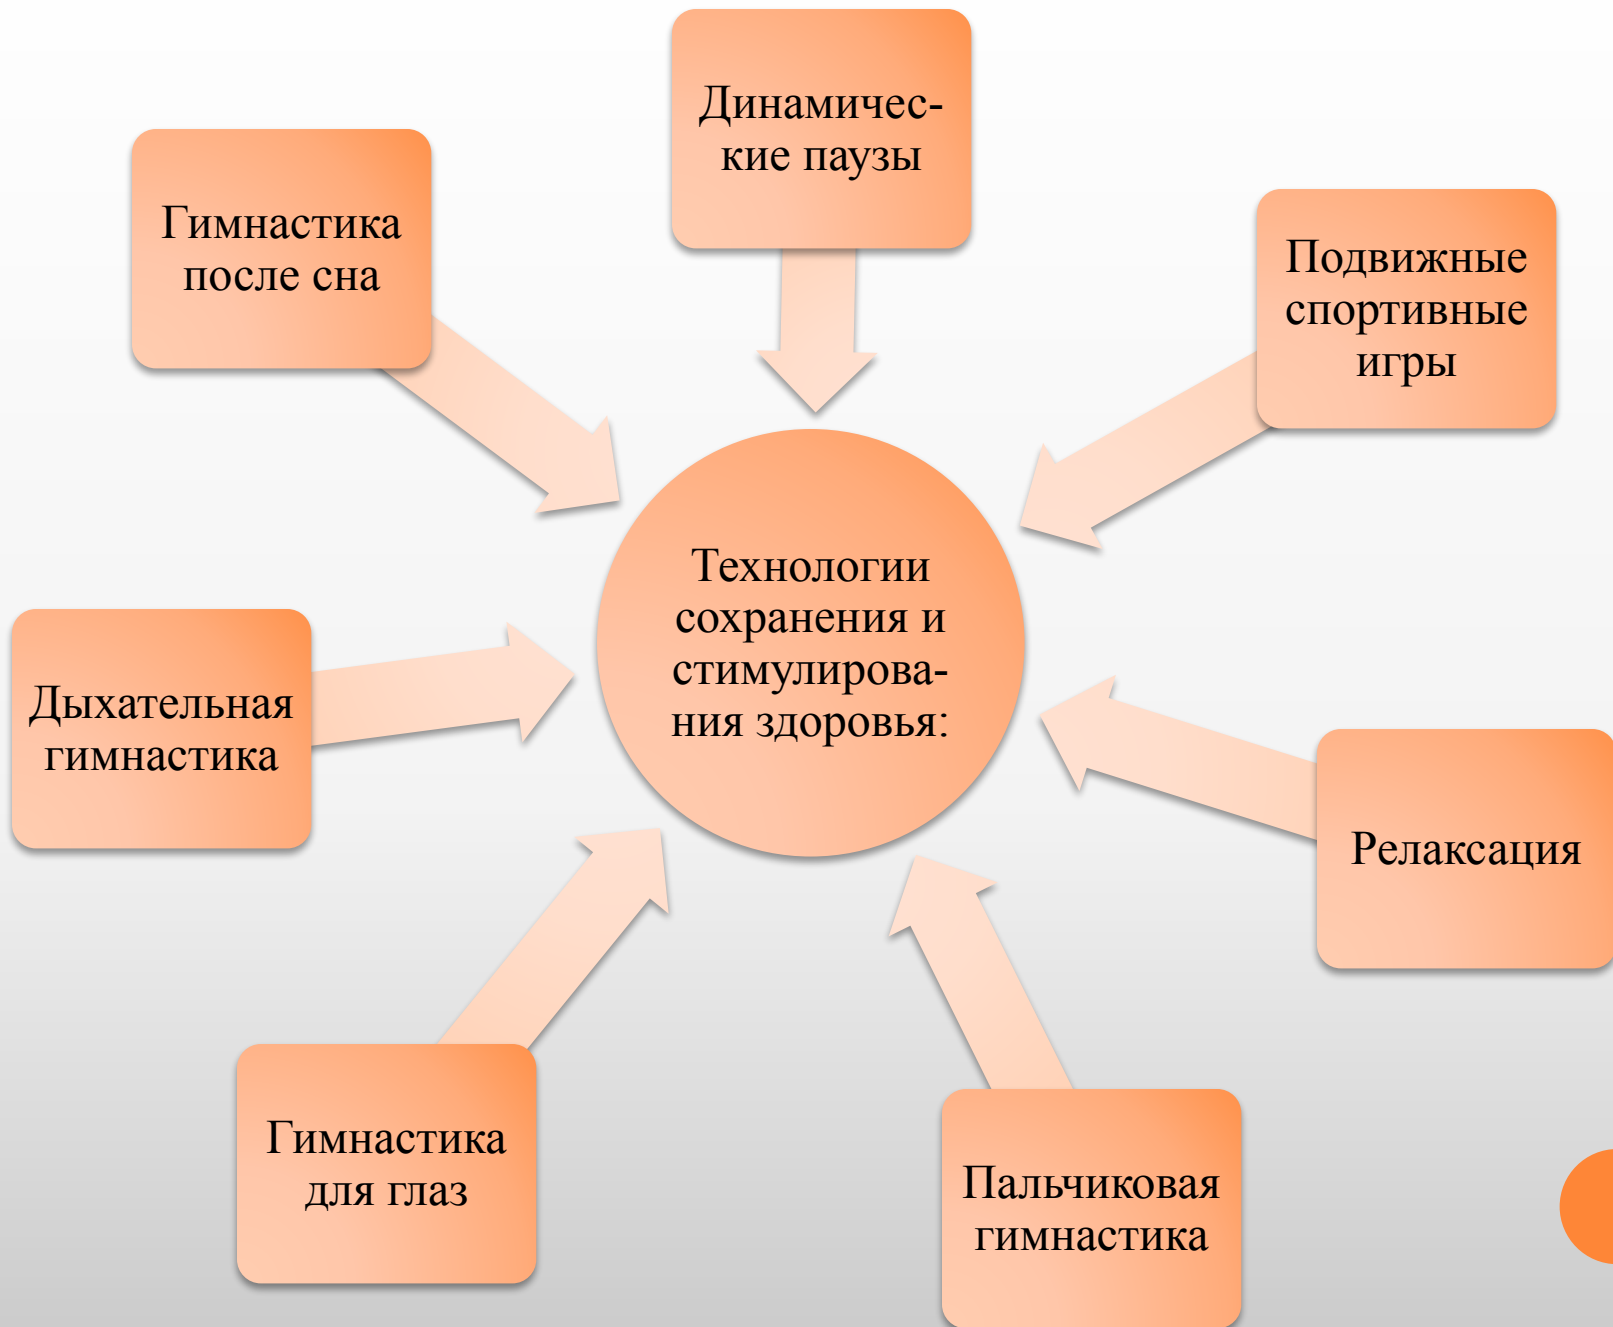 Динамичес-
кие паузы
Гимнастика
после сна
Подвижные
спортивные
игры
Технологии
сохранения и
стимулирова-
ния здоровья:
Дыхательная
гимнастика
Релаксация
Гимнастика
для глаз
Пальчиковая
гимнастика